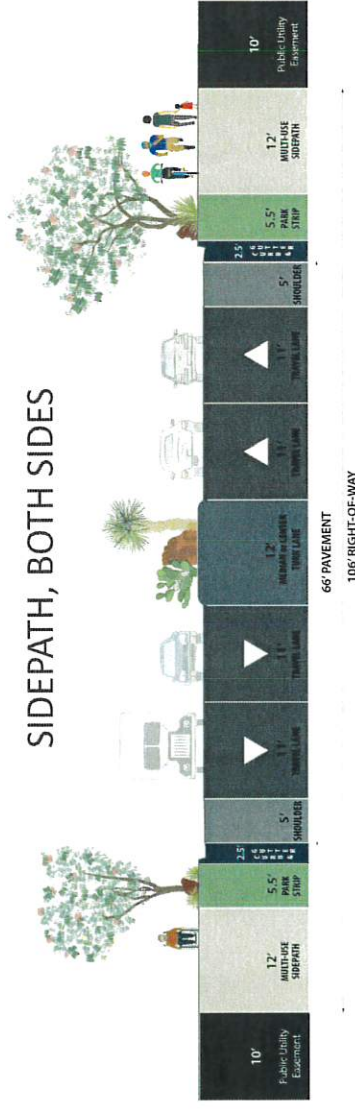 SIDEPATH, BOTH SIDES
10'
Public Utility
Easement
12'
MULTI-USE
SIDEPATH
5.5'
PARK
STRIP
2.5'
5'
SHOULDER
11'
TRAVEL LANE
11'
TRAVEL LANE
12'
MEDIAN or CENTER
TURN LANE
11'
TRAVEL LANE
11'
TRAVEL LANE
5'
SHOULDER
2.5'
5.5'
PARK
STRIP
12'
MULTI-USE
SIDEPATH
10'
Public Utility
Easement
66' PAVEMENT
106' RIGHT-OF-WAY